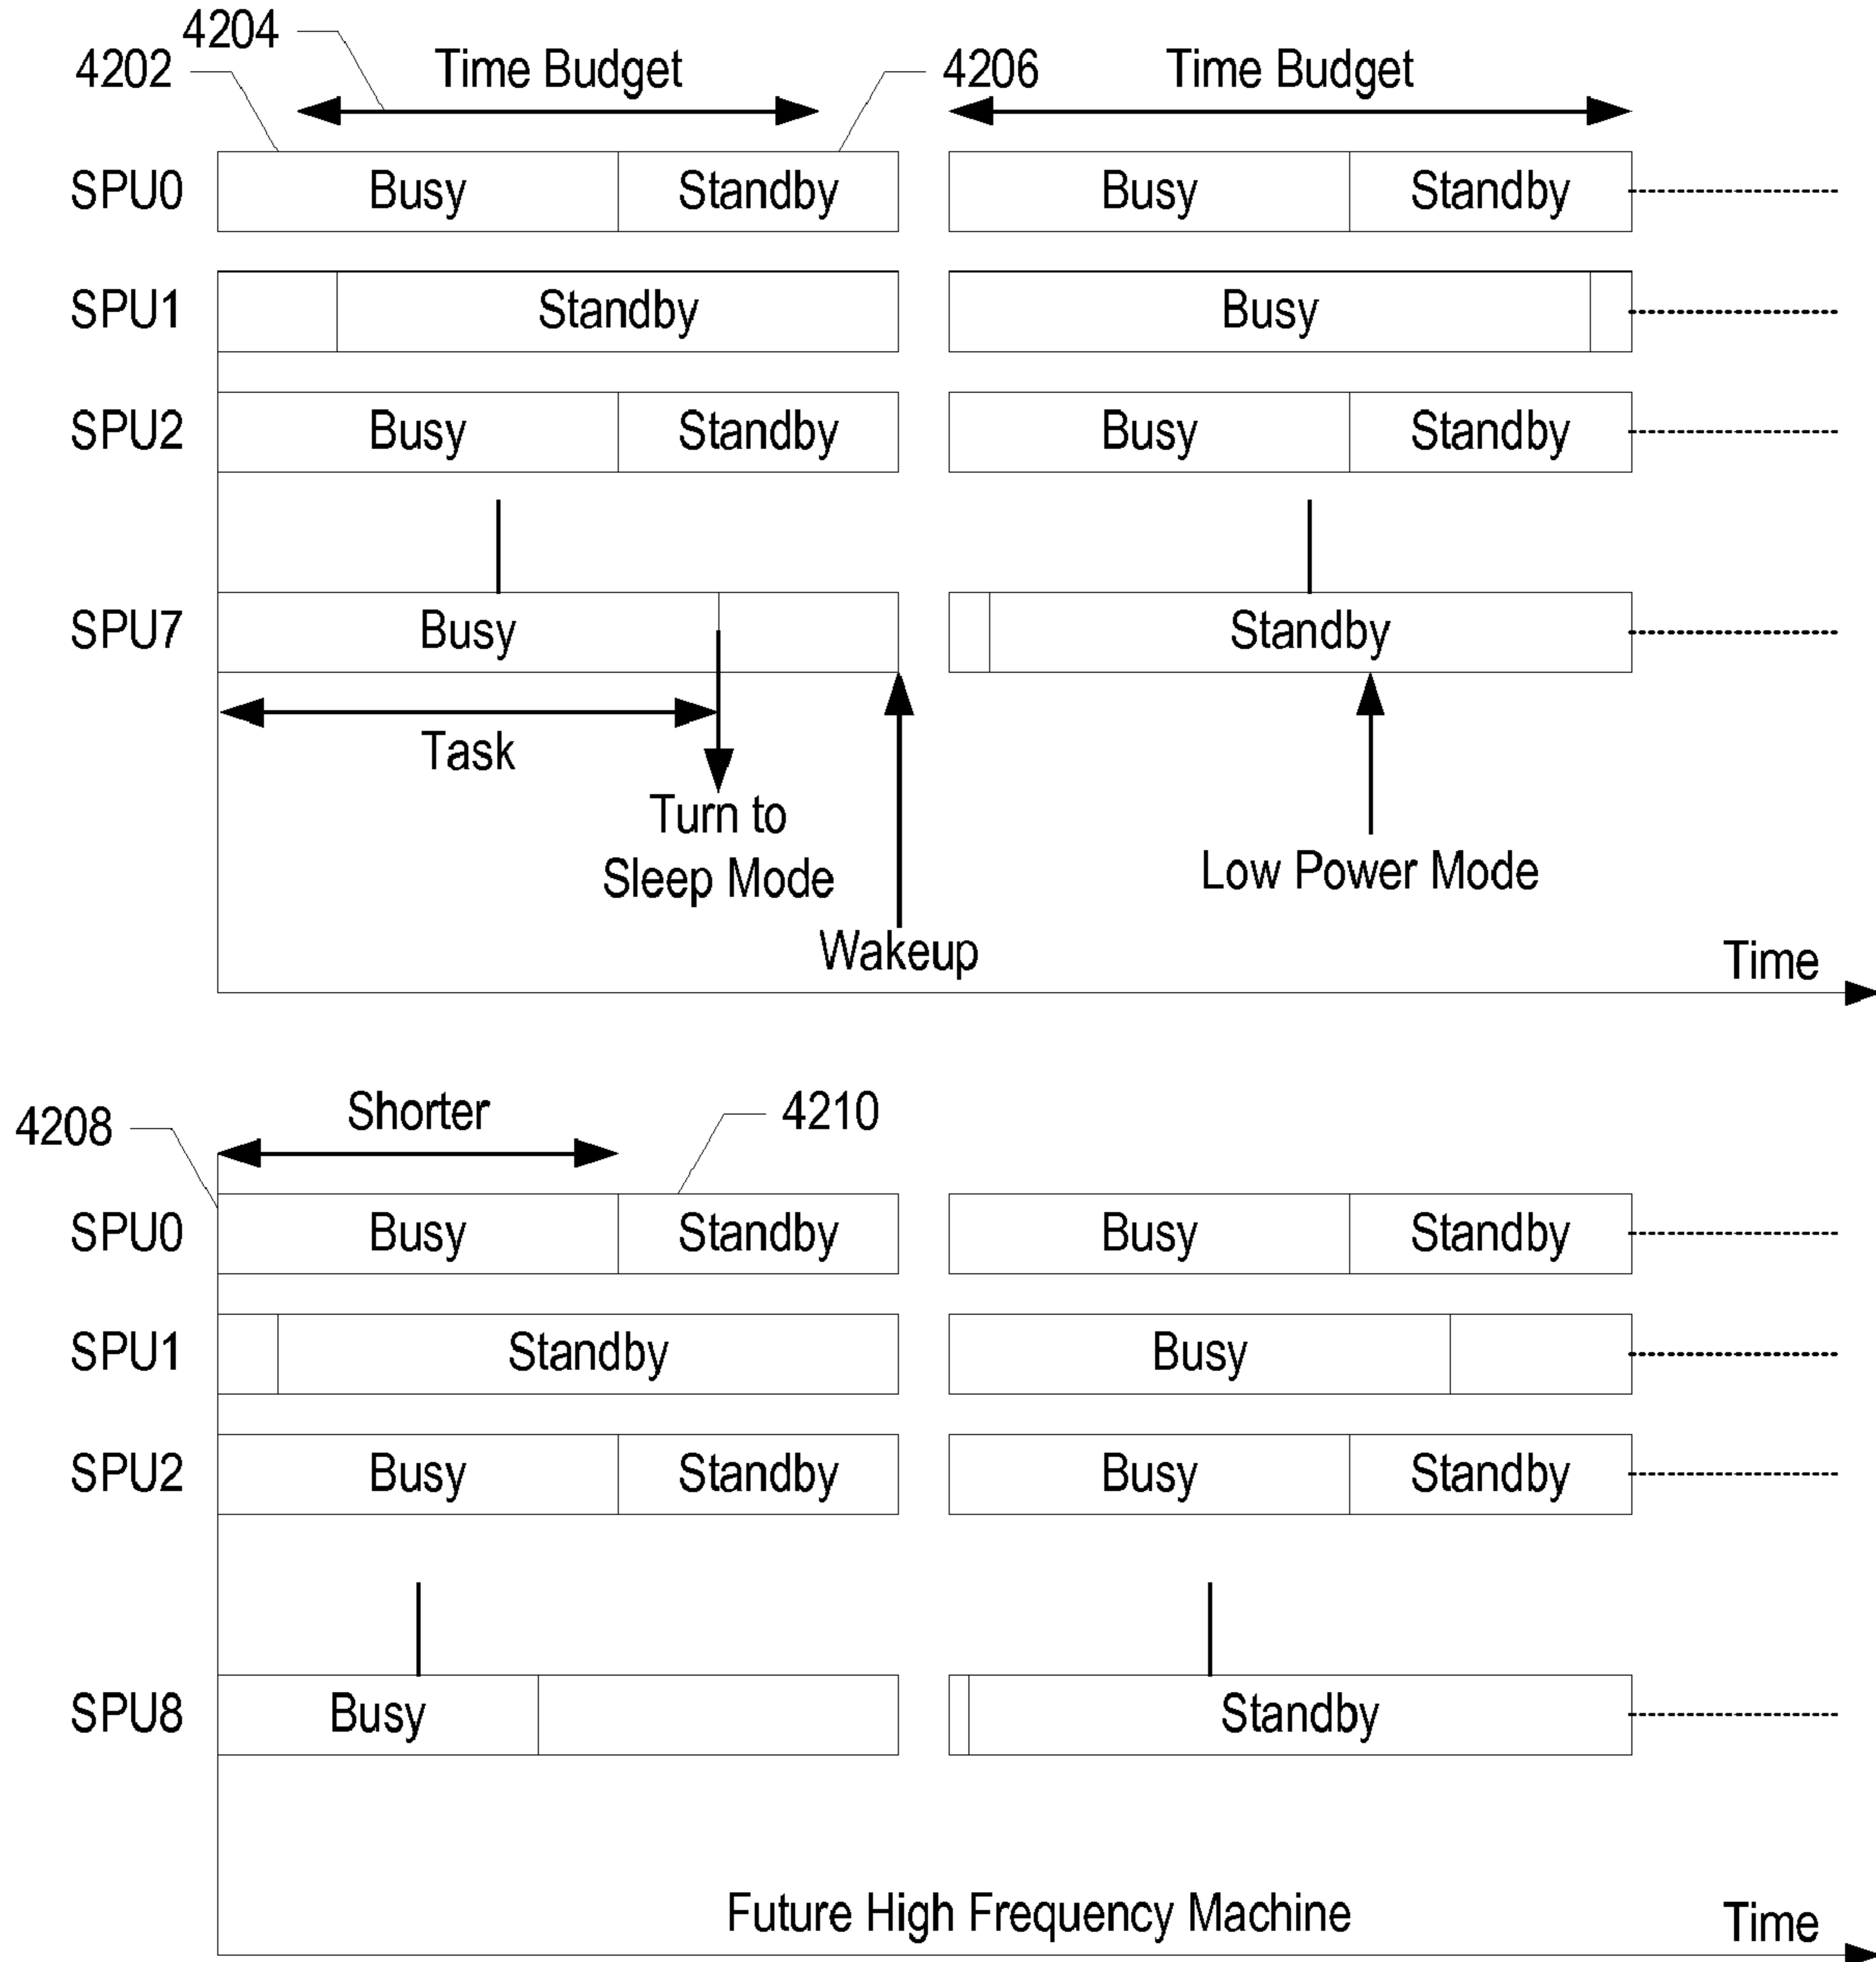 4204
4202
Time Budget
4206
Time Budget
SPU0
Busy
Standby
Busy
Standby
SPU1
Standby
Busy
SPU2
Busy
Standby
Busy
Standby
SPU7
Busy
Standby
Task
Turn to
Sleep Mode
Wakeup
Low Power Mode
Time
4208
Shorter
4210
SPU0
Busy
Standby
Busy
Standby
SPU1
Standby
Busy
SPU2
Busy
Standby
Busy
Standby
SPU8
Busy
Standby
Future High Frequency Machine
Time